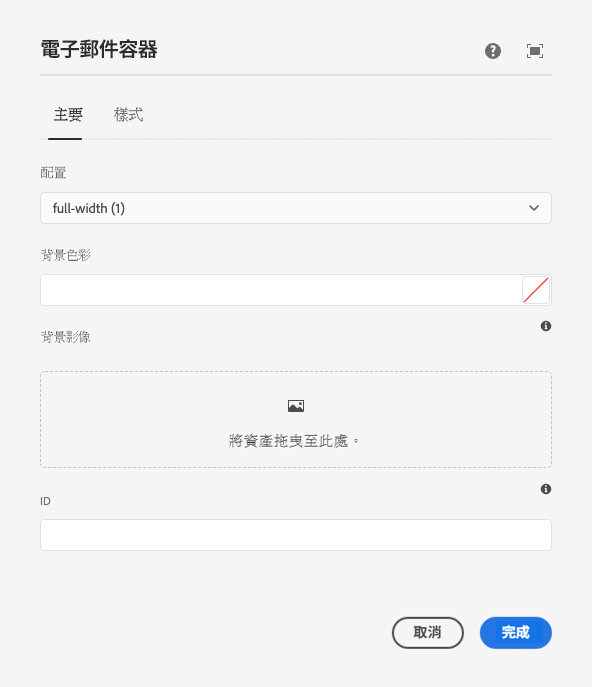 電子郵件容器
主要
樣式
配置
full-width (1)
背景色彩
背景影像
將資產拖曳至此處。
ID
取消
完成